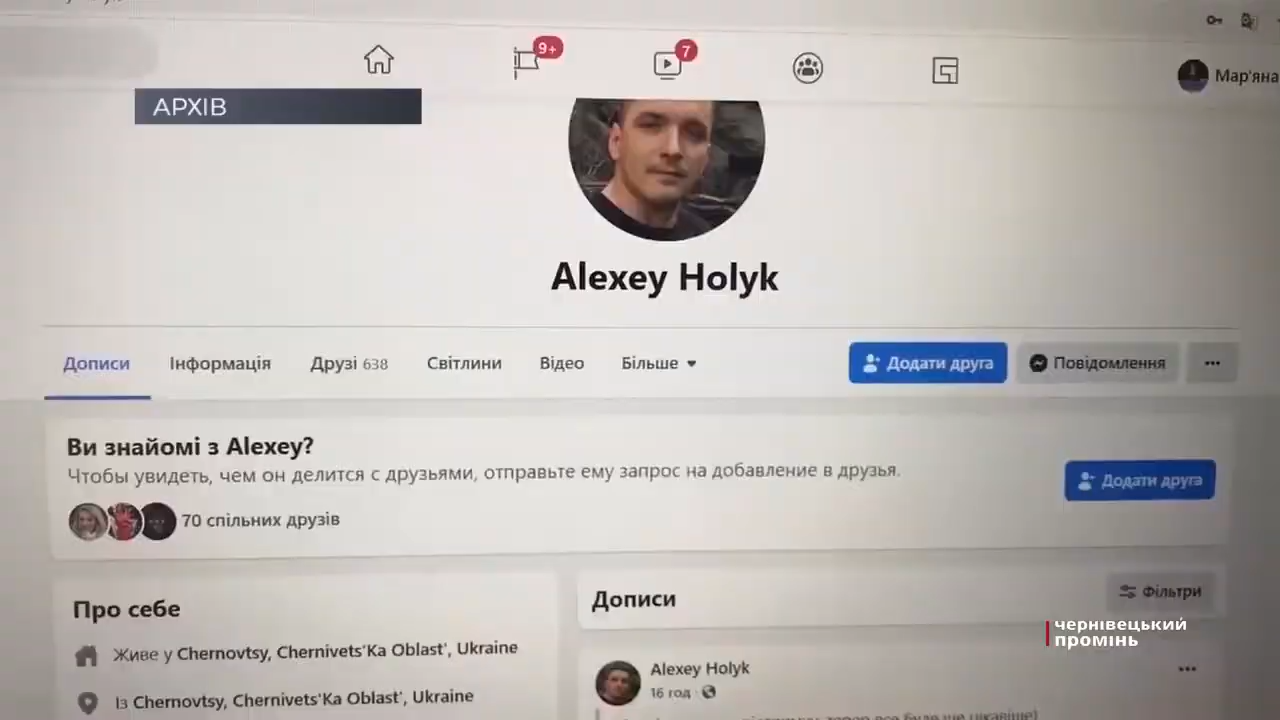 9+
7
Мар'яна
АРХІВ
Alexey Holyk
Дописи
Інформація
Друзі 638
Світлини
Відео
Більше
Додати друга
Повідомлення
Ви знайомі з Alexey?
Чтобы увидеть, чем он делится с друзьями, отправьте ему запрос на добавление в друзья.
Додати друга
70 спільних друзів
Про себе
Живе у Chernovtsy, Chernivets'Ka Oblast', Ukraine
Із Chernovtsy, Chernivets'Ka Oblast', Ukraine
Дописи
Фільтри
чернівецький
промінь
Alexey Holyk
16 год